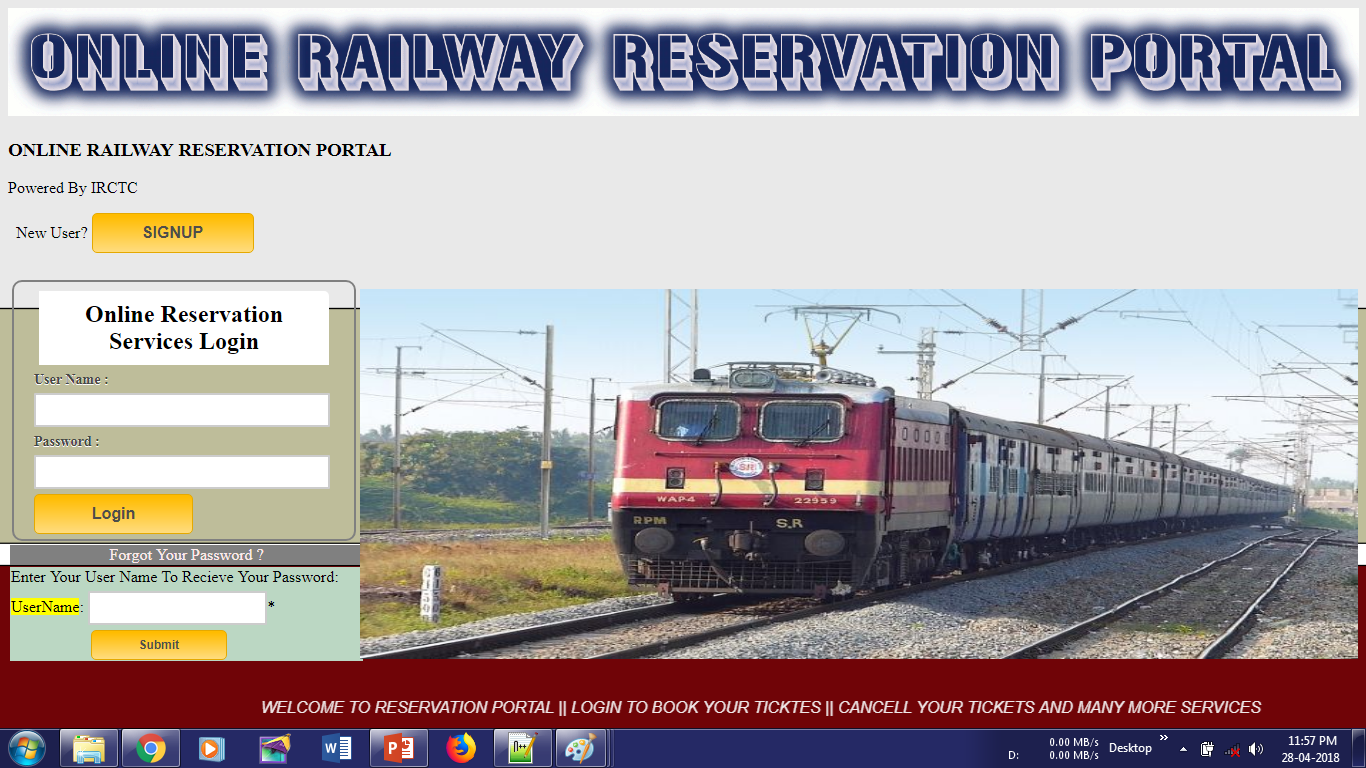 ONLINE RAILWAY RESERVATION PORTAL
ONLINE RAILWAY RESERVATION PORTAL
Powered By IRCTC
New User? SIGNUP
Online Reservation
Services Login
User Name :
Password :
Login
Forgot Your Password ?
Enter Your User Name To Recieve Your Password:
UserName: *
Submit
WAP4 22959
RPM S.R
WELCOME TO RESERVATION PORTAL || LOGIN TO BOOK YOUR TICKTES || CANCELL YOUR TICKETS AND MANY MORE SERVICES
D: 0.00 MB/s
0.00 MB/s
Desktop
11:57 PM
28-04-2018